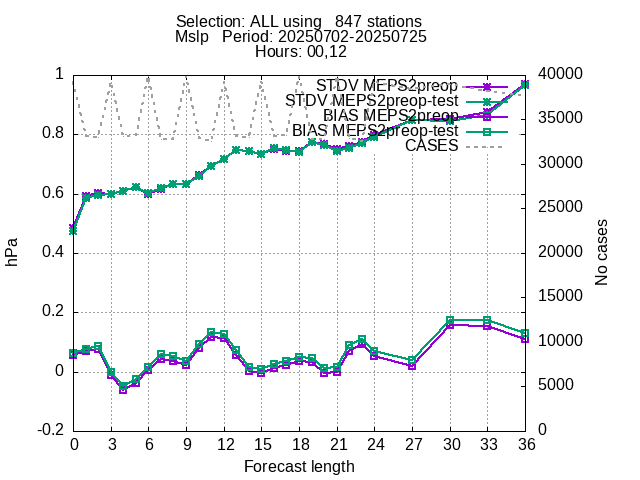 Selection: ALL using   847 stations
Mslp   Period: 20250702-20250725
Hours: 00,12
STDV MEPS2preop
STDV MEPS2preop-test
BIAS MEPS2preop
BIAS MEPS2preop-test
CASES
1
0.8
0.6
0.4
0.2
0
-0.2
hPa
40000
35000
30000
25000
20000
15000
10000
5000
0
No cases
0 3 6 9 12 15 18 21 24 27 30 33 36
Forecast length